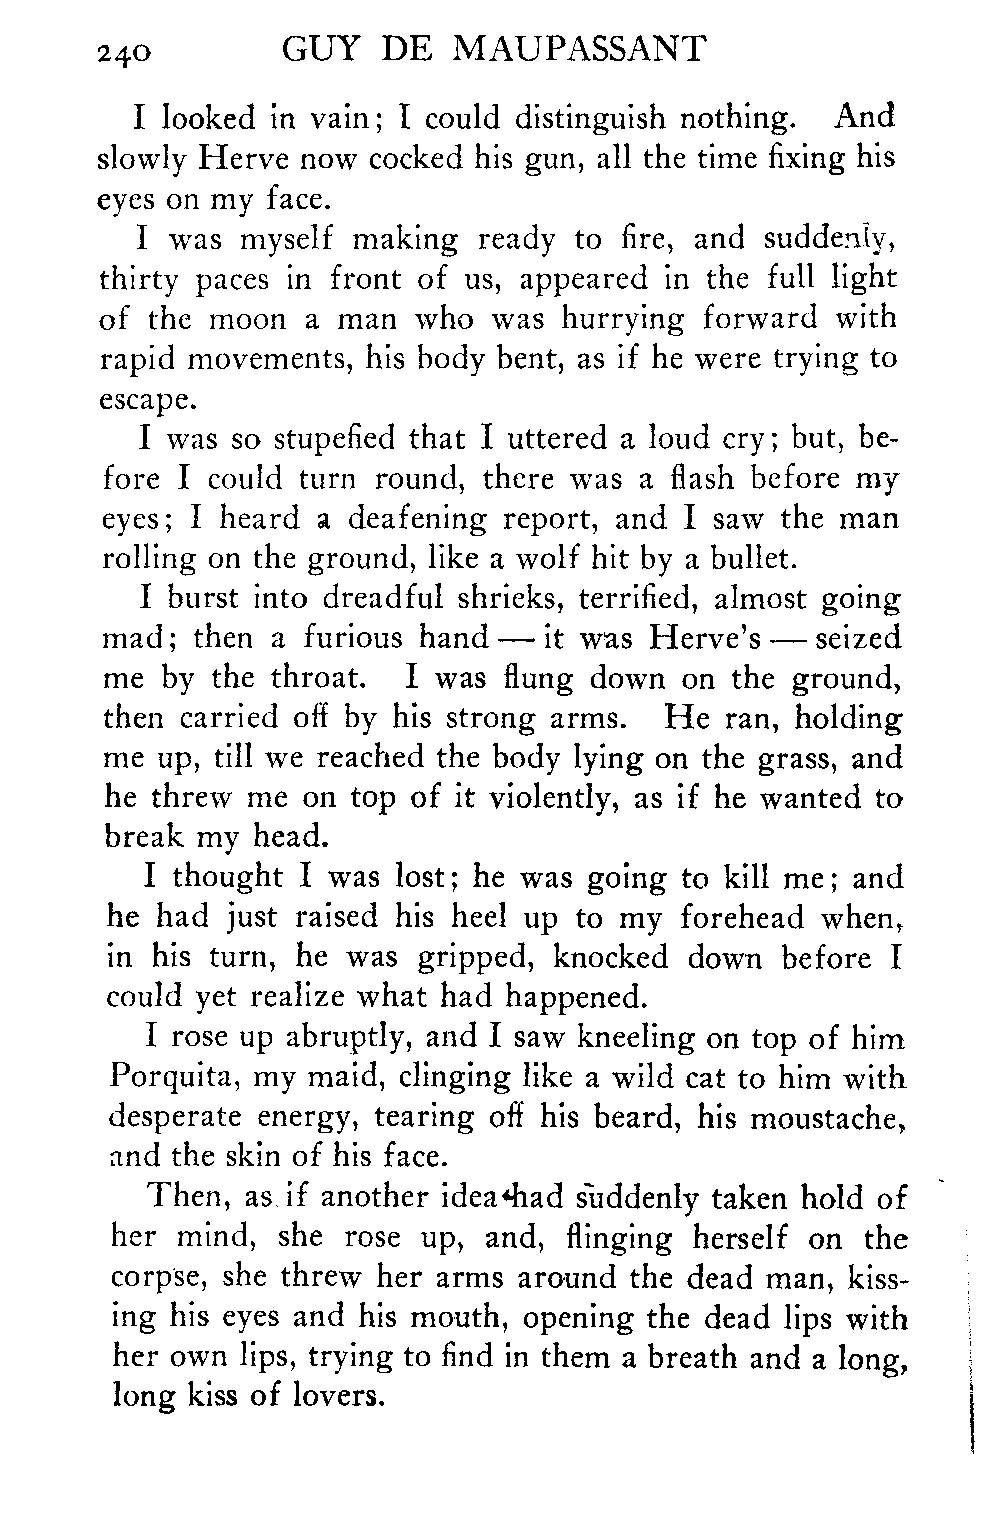 240 GUY DE MAUPASSANT
I looked in vain; I could distinguish nothing. And
slowly Herve now cocked his gun, all the time fixing his
eyes on my face.
I was myself making ready to fire, and suddenly,
thirty paces in front of us, appeared in the full light
of the moon a man who was hurrying forward with
rapid movements, his body bent, as if he were trying to
escape.
I was so stupefied that I uttered a loud cry; but, be-
fore I could turn round, there was a flash before my
eyes; I heard a deafening report, and I saw the man
rolling on the ground, like a wolf hit by a bullet.
I burst into dreadful shrieks, terrified, almost going
mad; then a furious hand — it was Herve's — seized
me by the throat. I was flung down on the ground,
then carried off by his strong arms. He ran, holding
me up, till we reached the body lying on the grass, and
he threw me on top of it violently, as if he wanted to
break my head.
I thought I was lost; he was going to kill me; and
he had just raised his heel up to my forehead when,
in his turn, he was gripped, knocked down before I
could yet realize what had happened.
I rose up abruptly, and I saw kneeling on top of him
Porquita, my maid, clinging like a wild cat to him with
desperate energy, tearing off his beard, his moustache,
and the skin of his face.
Then, as if another idea had suddenly taken hold of
her mind, she rose up, and, flinging herself on the
corpse, she threw her arms around the dead man, kiss-
ing his eyes and his mouth, opening the dead lips with
her own lips, trying to find in them a breath and a long,
long kiss of lovers.